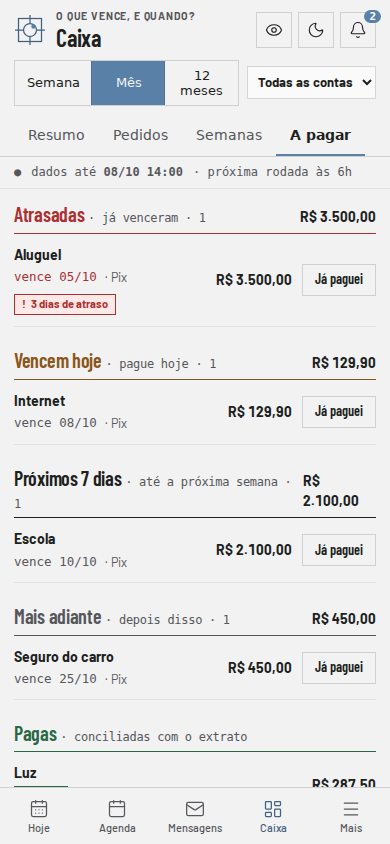 O QUE VENCE, E QUANDO?
Caixa
2
Semana
Mês
12 meses
Todas as contas
Resumo
Pedidos
Semanas
A pagar
● dados até 08/10 14:00 · próxima rodada às 6h
Atrasadas · já venceram · 1 R$ 3.500,00
Aluguel
vence 05/10 · Pix
! 3 dias de atraso
R$ 3.500,00
Já paguei
Vencem hoje · pague hoje · 1 R$ 129,90
Internet
vence 08/10 · Pix
R$ 129,90
Já paguei
Próximos 7 dias · até a próxima semana · 1
R$ 2.100,00
Escola
vence 10/10 · Pix
R$ 2.100,00
Já paguei
Mais adiante · depois disso · 1 R$ 450,00
Seguro do carro
vence 25/10 · Pix
R$ 450,00
Já paguei
Pagas · conciliadas com o extrato
Luz
R$ 287,50
Hoje
Agenda
Mensagens
Caixa
Mais